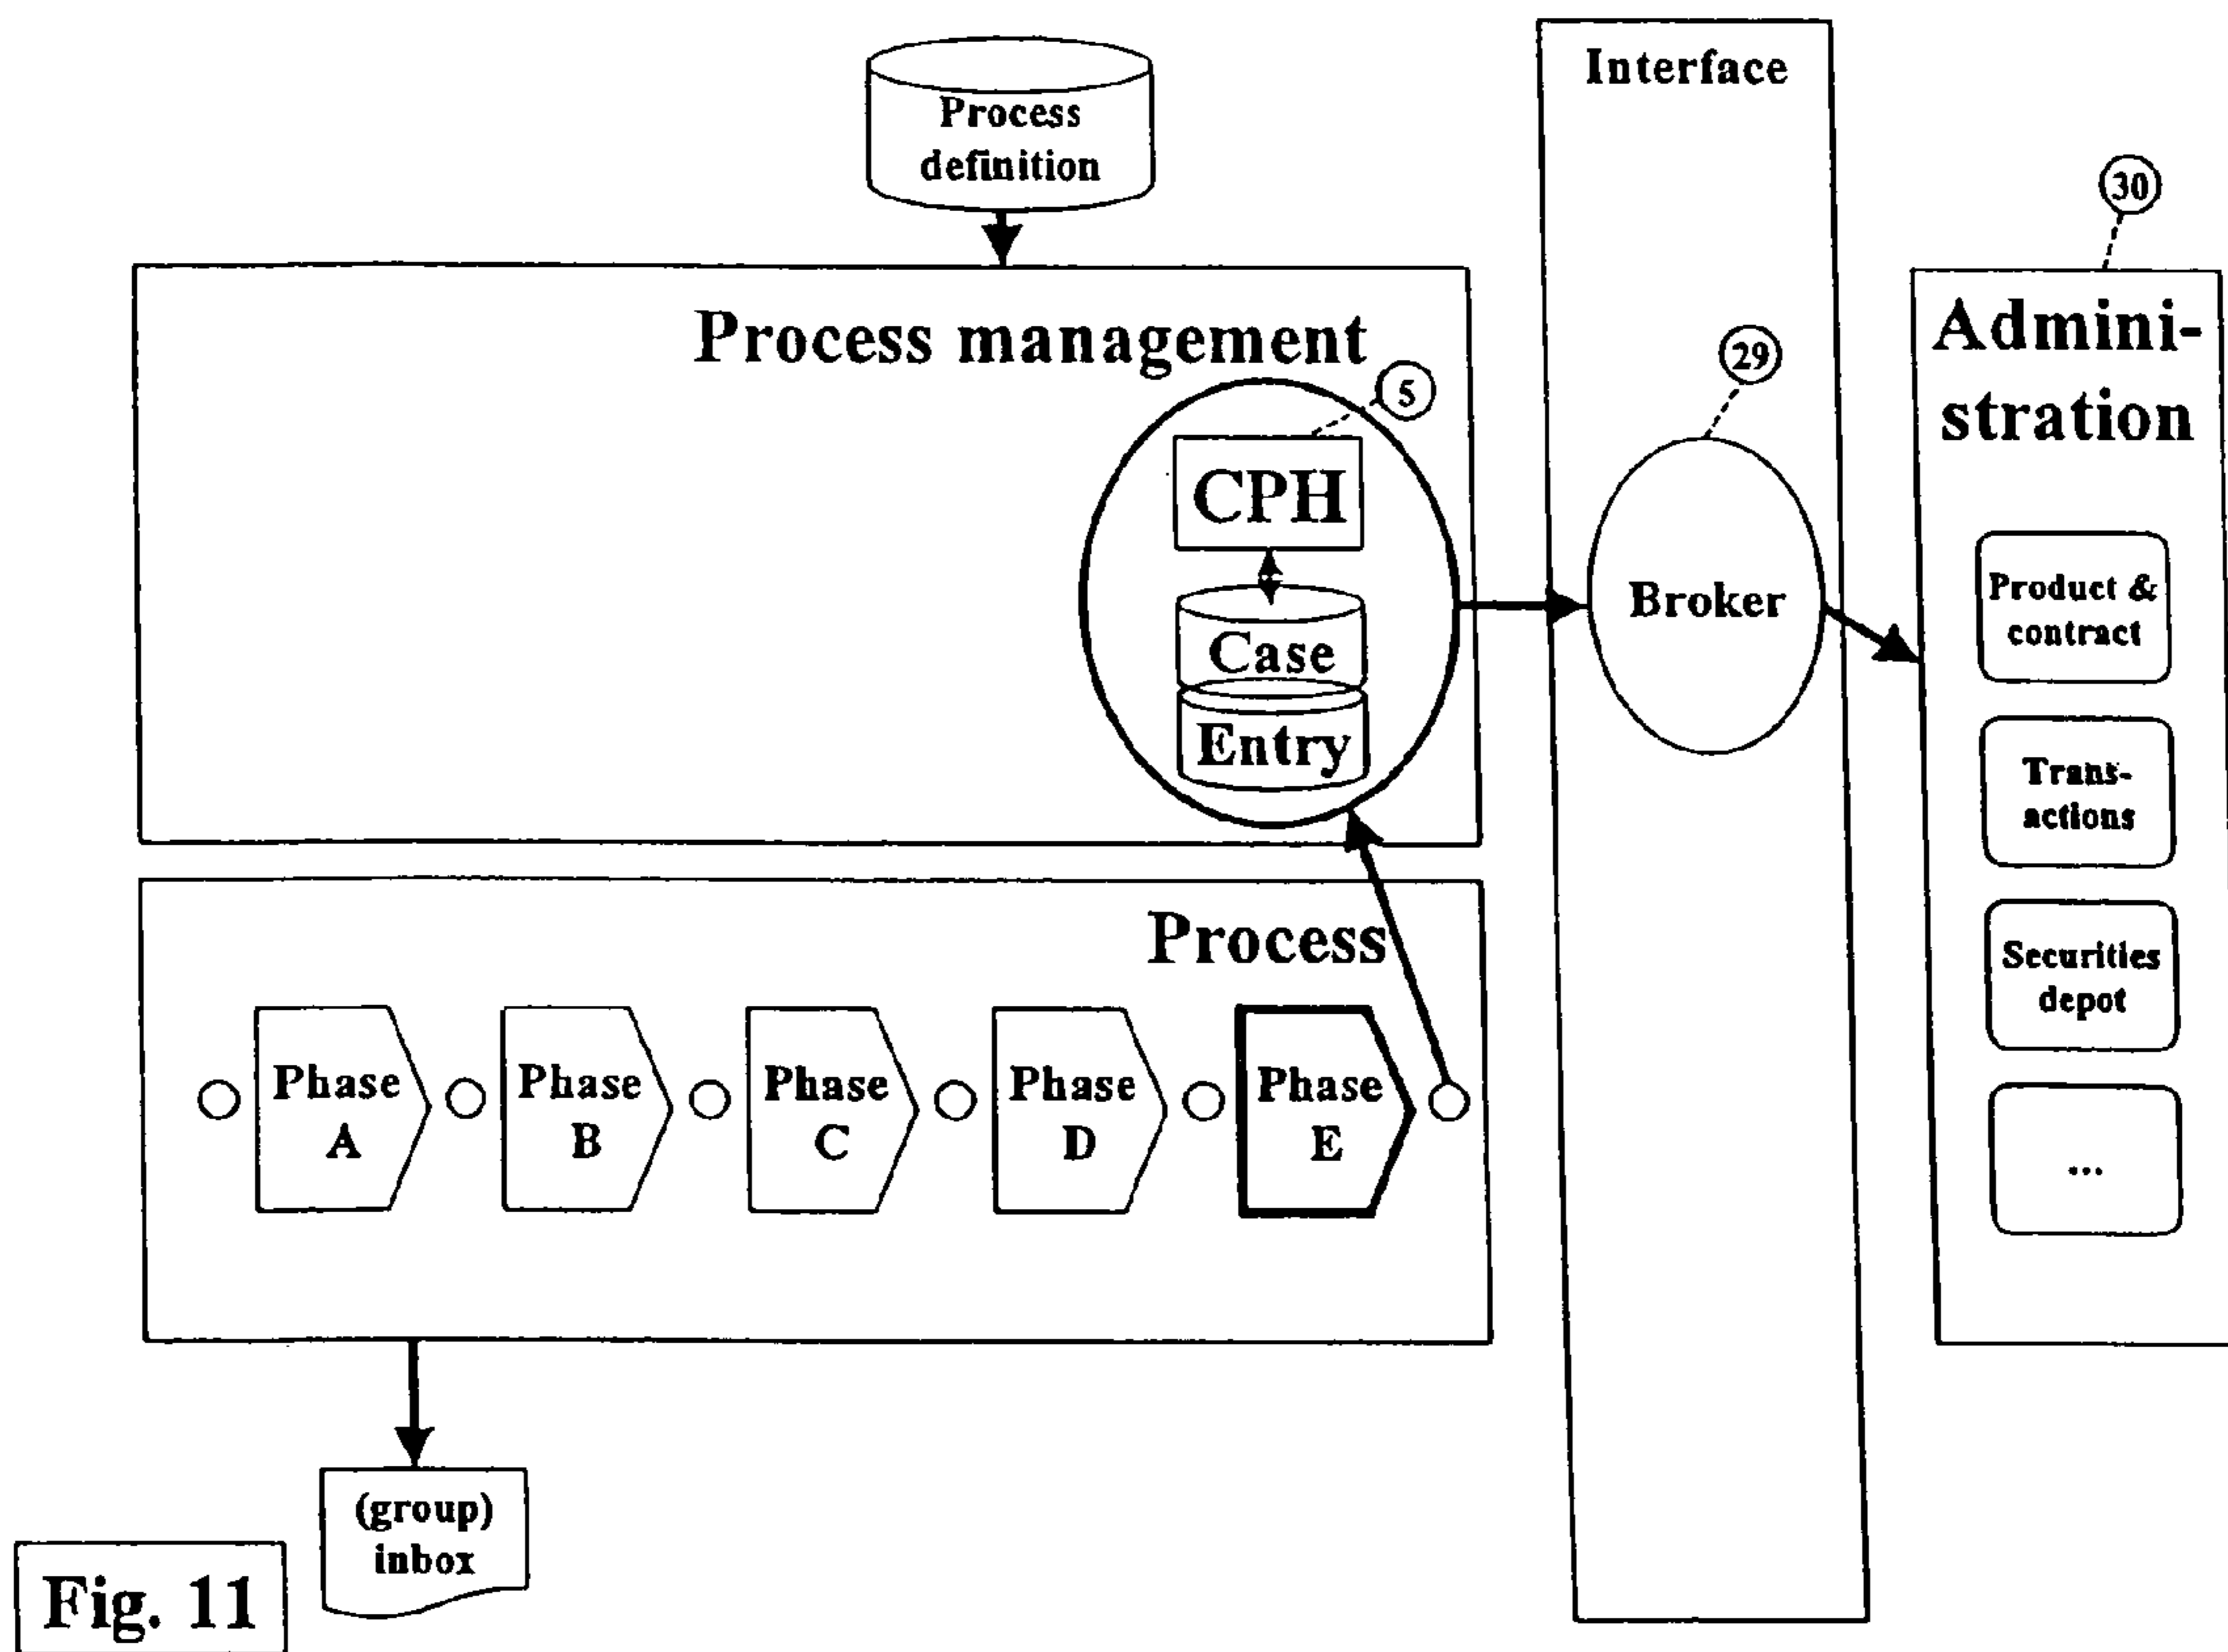 Interface
Process
definition
30
Admini-
stration
Process management
5
29
CPH
Case
Entry
Broker
Product &
contract
Trans-
actions
Securities
depot
...
Process
Phase
A
Phase
B
Phase
C
Phase
D
Phase
E
(group)
inbox
Fig. 11